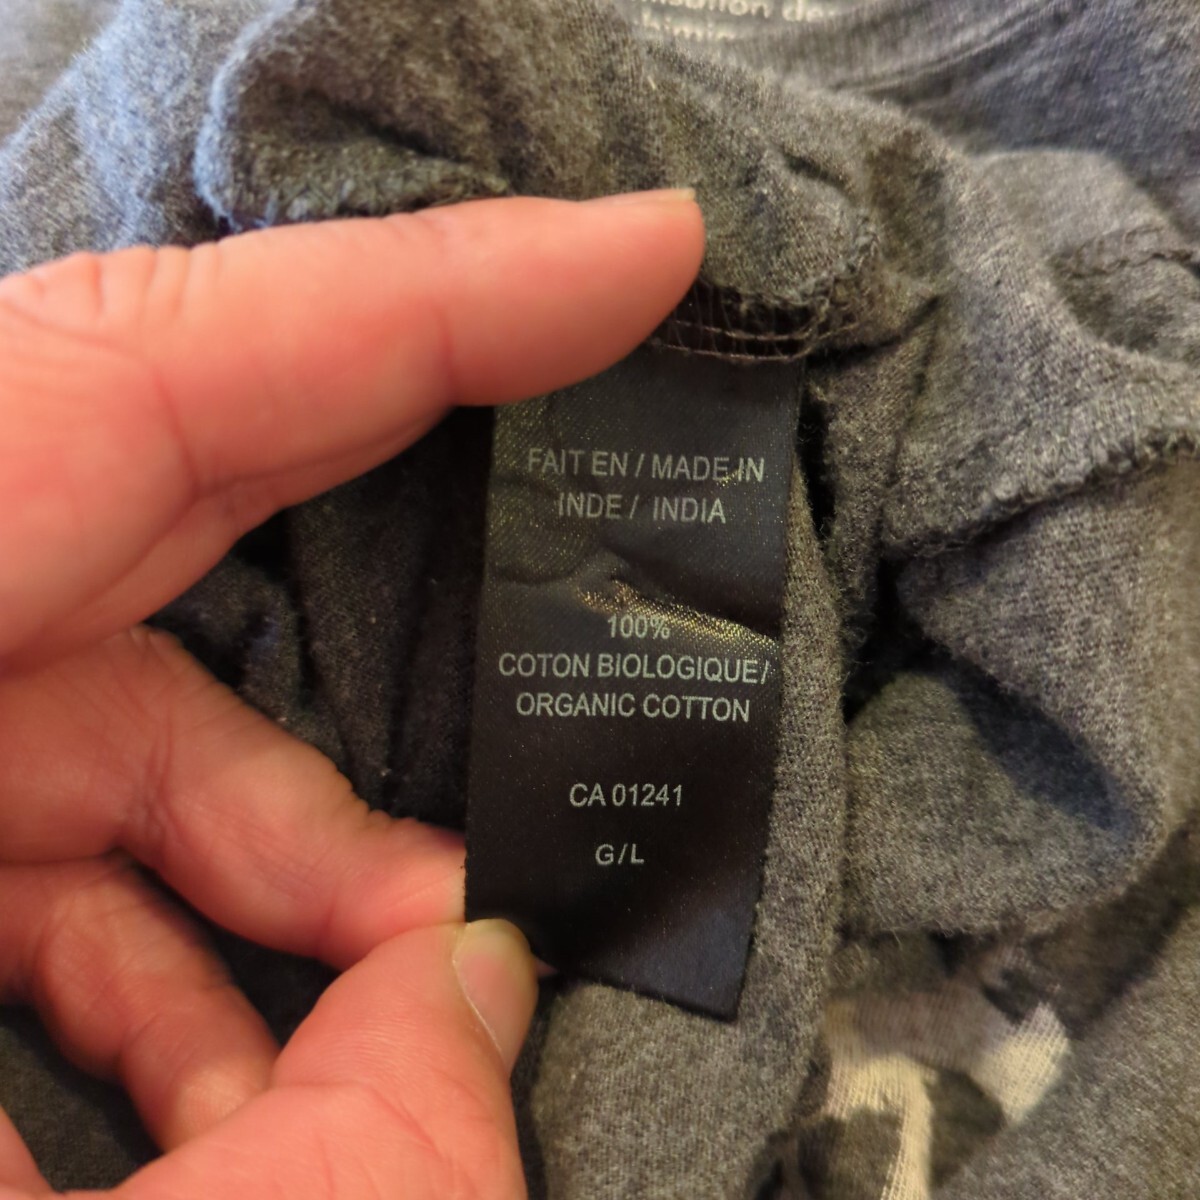 FAIT EN / MADE IN
INDE / INDIA
100%
COTON BIOLOGIQUE/
ORGANIC COTTON
CA 01241
G/L